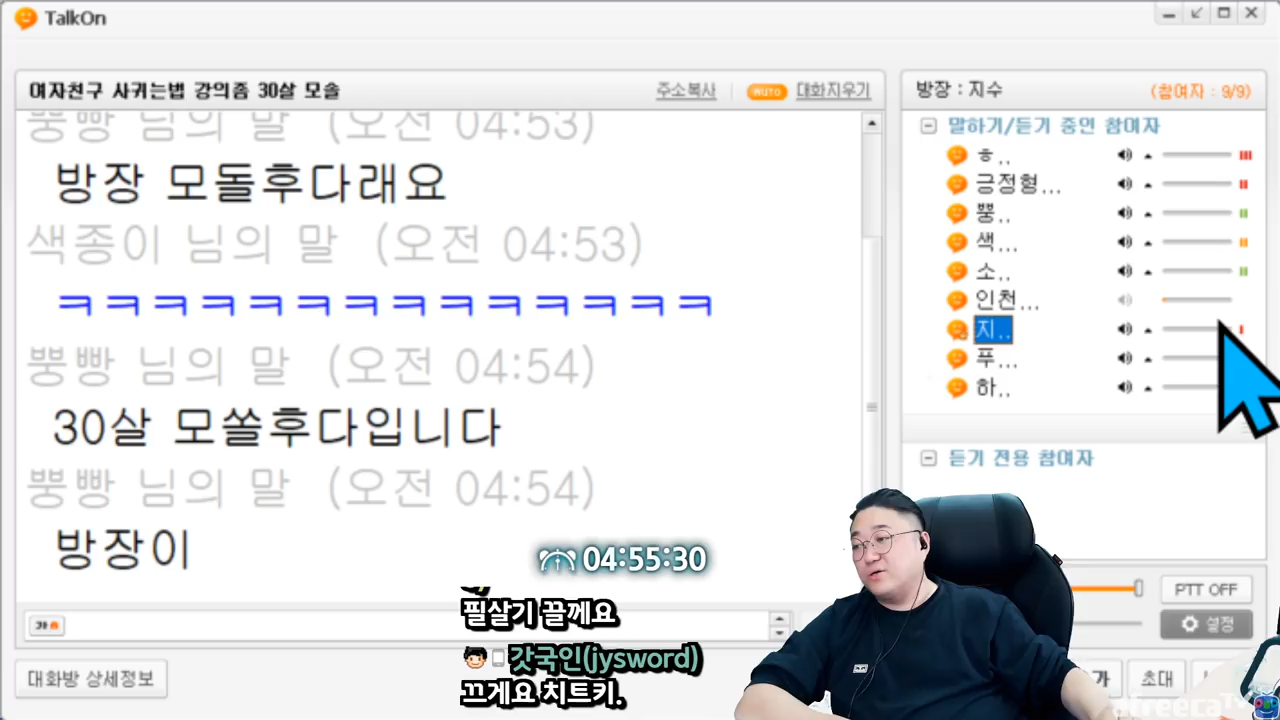 TalkOn
여자친구 사귀는법 강의좀 30살 모솔
주소복사
AUTO
대화지우기
뿡빵 님의 말 (오전 04:53)
방장 모돌후다래요
색종이 님의 말 (오전 04:53)
ㅋㅋㅋㅋㅋㅋㅋㅋㅋㅋㅋㅋㅋㅋ
뿡빵 님의 말 (오전 04:54)
30살 모쏠후다입니다
뿡빵 님의 말 (오전 04:54)
방장이
방장 : 지수
(참여자 : 9/9)
말하기/듣기 중인 참여자
ㅎ..
긍정형...
뿡..
색...
소..
인천...
지..
푸...
하..
듣기 전용 참여자
04:55:30
필살기 끌께요
갓국인(jysword)
끄게요 치트키.
가
PTT OFF
설정
대화방 상세정보
가
초대
afreeca